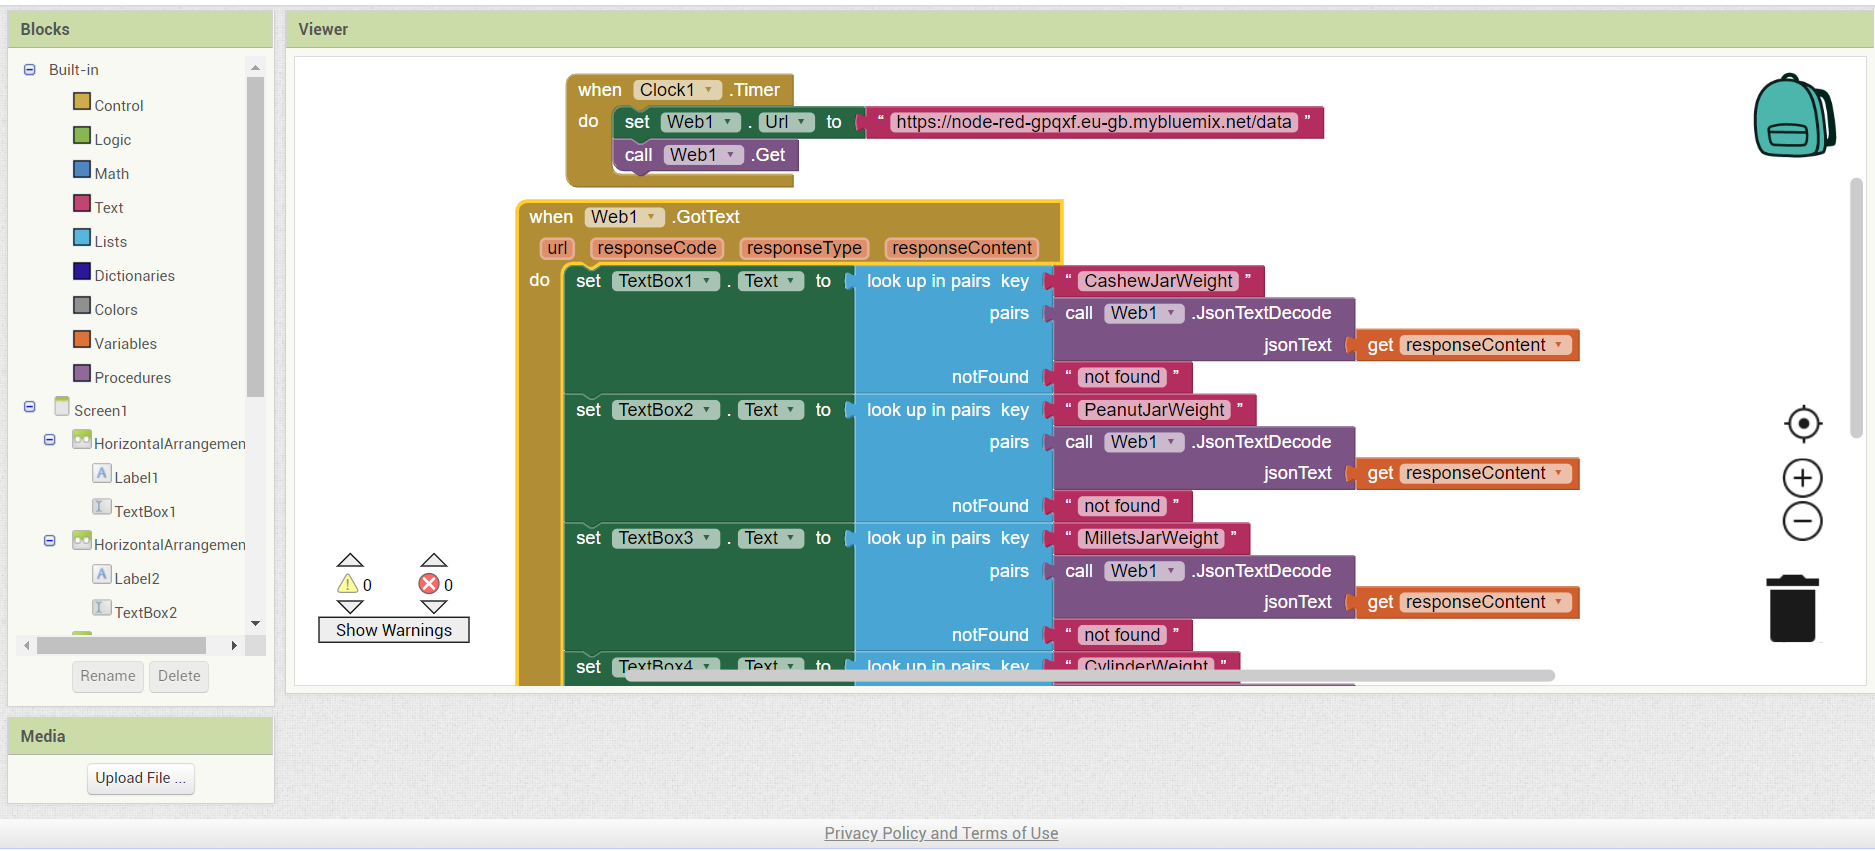 Blocks
Built-in
Control
Logic
Math
Text
Lists
Dictionaries
Colors
Variables
Procedures
Screen1
HorizontalArrangemen
Label1
TextBox1
HorizontalArrangemen
Label2
TextBox2
Rename Delete
Media
Upload File ...
Viewer
when Clock1 .Timer
do set Web1 . Url to “ https://node-red-gpqxf.eu-gb.mybluemix.net/data ”
call Web1 .Get
when Web1 .GotText
url responseCode responseType responseContent
do set TextBox1 . Text to look up in pairs key “ CashewJarWeight ”
pairs call Web1 .JsonTextDecode
jsonText get responseContent
notFound “ not found ”
set TextBox2 . Text to look up in pairs key “ PeanutJarWeight ”
pairs call Web1 .JsonTextDecode
jsonText get responseContent
notFound “ not found ”
set TextBox3 . Text to look up in pairs key “ MilletsJarWeight ”
pairs call Web1 .JsonTextDecode
jsonText get responseContent
notFound “ not found ”
set TextBox4 . Text to look up in pairs key “ CylinderWeight ”
0 0
Show Warnings
Privacy Policy and Terms of Use